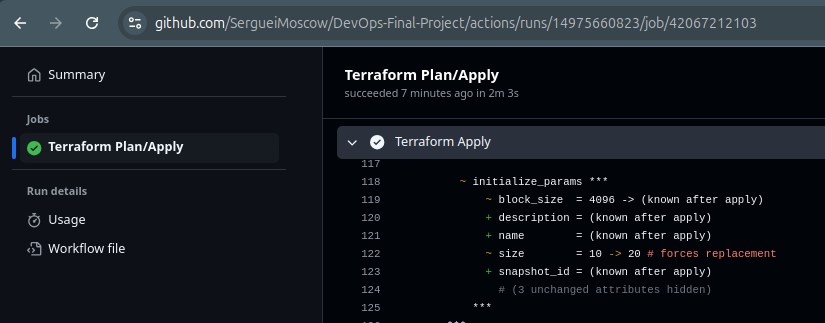 github.com/SergueiMoscow/DevOps-Final-Project/actions/runs/14975660823/job/42067212103
Summary
Jobs
Terraform Plan/Apply
Run details
Usage
Workflow file
Terraform Plan/Apply
succeeded 7 minutes ago in 2m 3s
Terraform Apply
117
118 ~ initialize_params ***
119 ~ block_size = 4096 -> (known after apply)
120 + description = (known after apply)
121 + name = (known after apply)
122 ~ size = 10 -> 20 # forces replacement
123 + snapshot_id = (known after apply)
124 # (3 unchanged attributes hidden)
125 ***
***